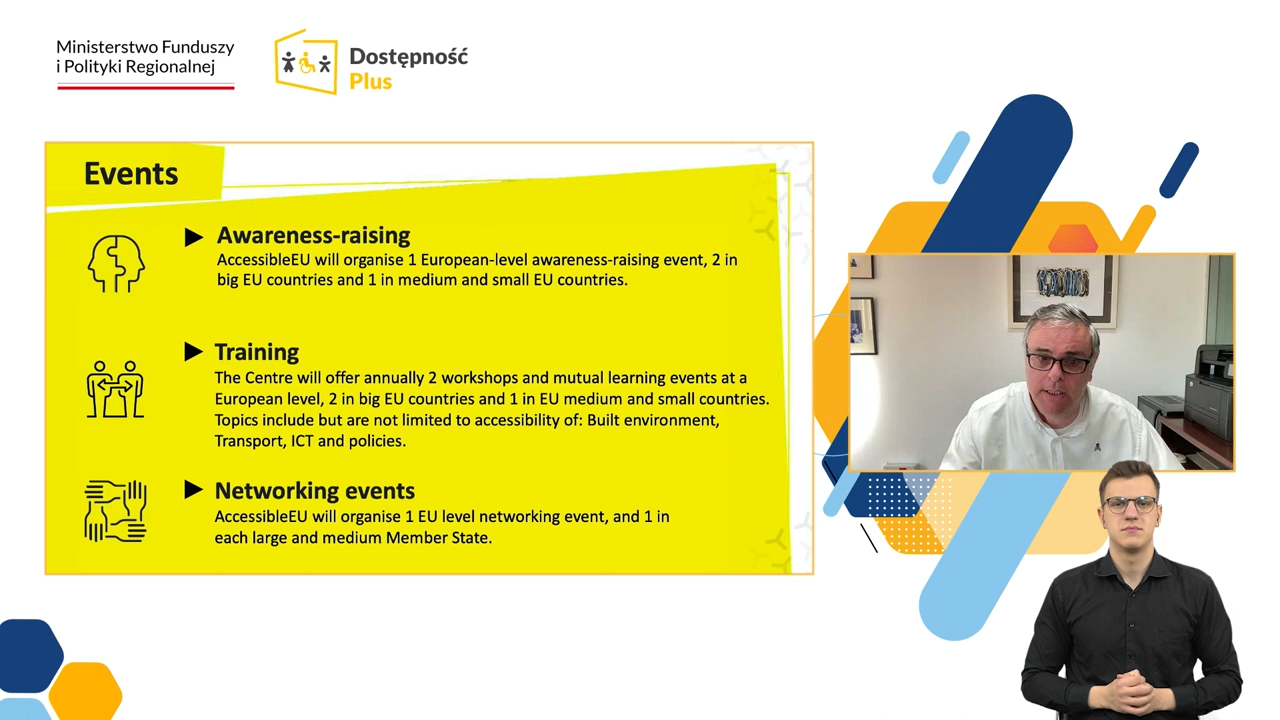 Ministerstwo Funduszy
i Polityki Regionalnej
Dostępność
Plus
Events
Awareness-raising
AccessibleEU will organise 1 European-level awareness-raising event, 2 in
big EU countries and 1 in medium and small EU countries.
Training
The Centre will offer annually 2 workshops and mutual learning events at a
European level, 2 in big EU countries and 1 in EU medium and small countries.
Topics include but are not limited to accessibility of: Built environment,
Transport, ICT and policies.
Networking events
AccessibleEU will organise 1 EU level networking event, and 1 in
each large and medium Member State.